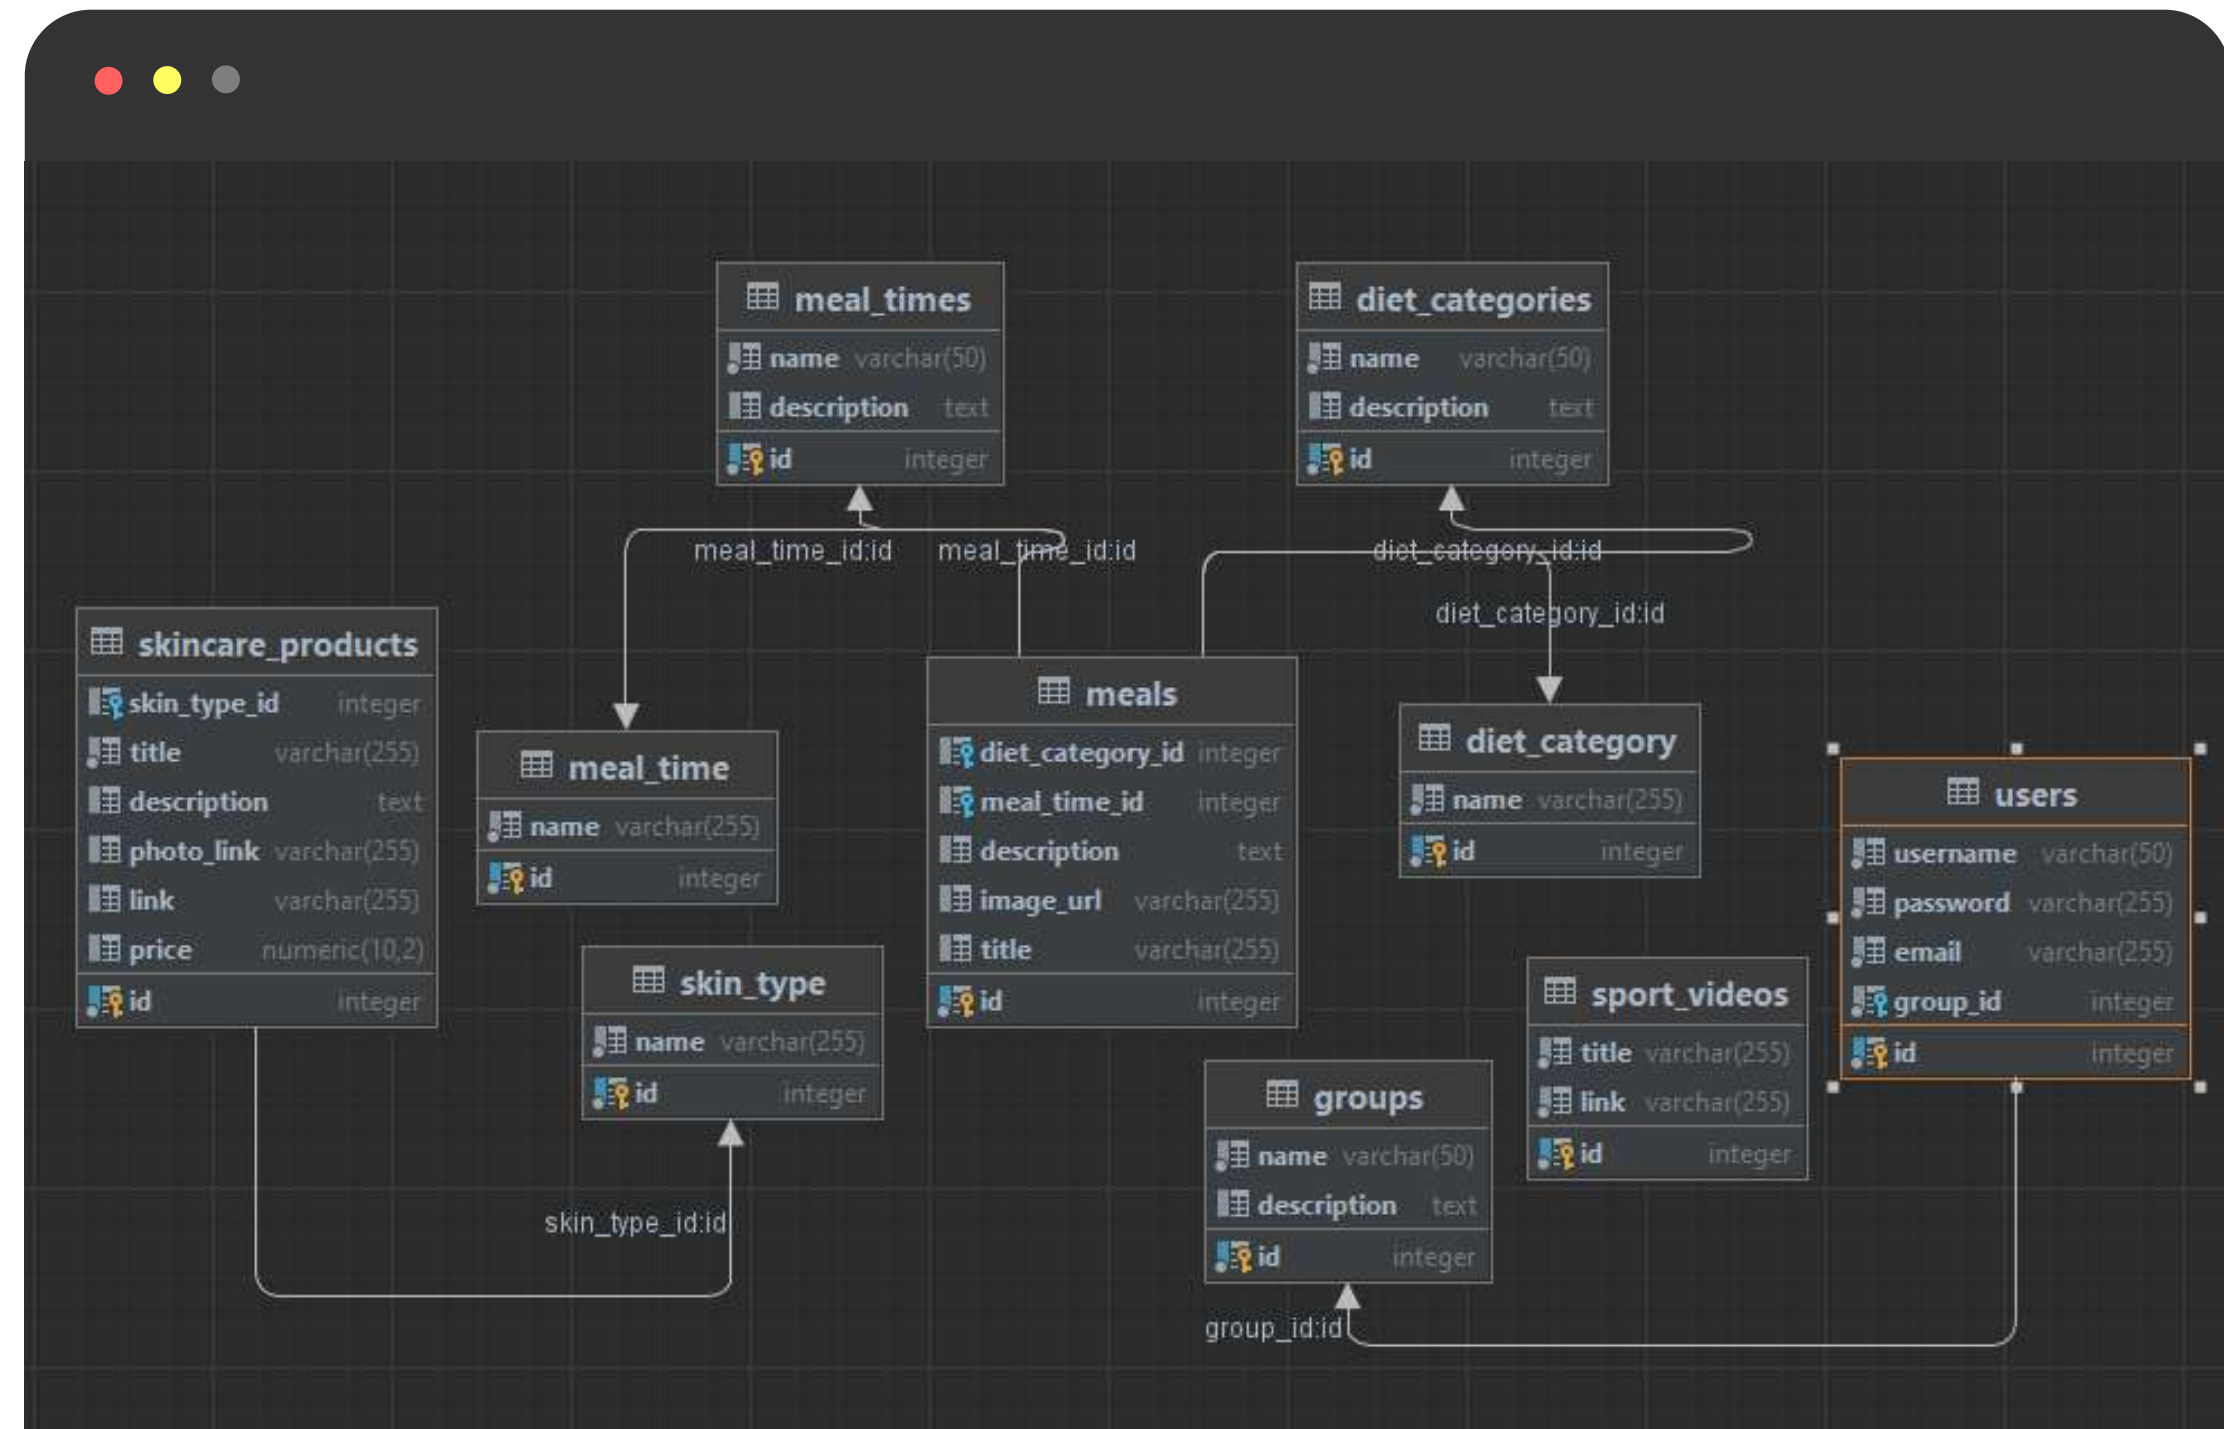 meal_times
name varchar(50)
description text
id integer
diet_categories
name varchar(50)
description text
id integer
meal_time_id:id
meal_time_id:id
diet_category_id:id
diet_category_id:id
skincare_products
skin_type_id integer
title varchar(255)
description text
photo_link varchar(255)
link varchar(255)
price numeric(10,2)
id integer
meal_time
name varchar(255)
id integer
meals
diet_category_id integer
meal_time_id integer
description text
image_url varchar(255)
title varchar(255)
id integer
diet_category
name varchar(255)
id integer
users
username varchar(50)
password varchar(255)
email varchar(255)
group_id integer
id integer
skin_type
name varchar(255)
id integer
sport_videos
title varchar(255)
link varchar(255)
id integer
groups
name varchar(50)
description text
id integer
skin_type_id:id
group_id:id